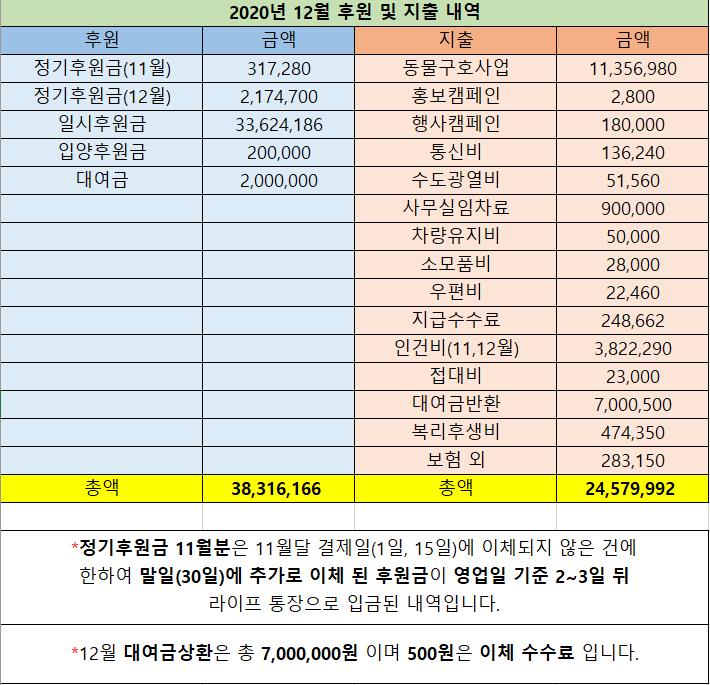 2020년 12월 후원 및 지출 내역
후원 금액 지출 금액
정기후원금(11월) 317,280 동물구호사업 11,356,980
정기후원금(12월) 2,174,700 홍보캠페인 2,800
일시후원금 33,624,186 행사캠페인 180,000
입양후원금 200,000 통신비 136,240
대여금 2,000,000 수도광열비 51,560
사무실임차료 900,000
차량유지비 50,000
소모품비 28,000
우편비 22,460
지급수수료 248,662
인건비(11,12월) 3,822,290
접대비 23,000
대여금반환 7,000,500
복리후생비 474,350
보험 외 283,150
총액 38,316,166 총액 24,579,992
*정기후원금 11월분은 11월달 결제일(1일, 15일)에 이체되지 않은 건에
한하여 말일(30일)에 추가로 이체 된 후원금이 영업일 기준 2~3일 뒤
라이프 통장으로 입금된 내역입니다.
*12월 대여금상환은 총 7,000,000원 이며 500원은 이체 수수료 입니다.